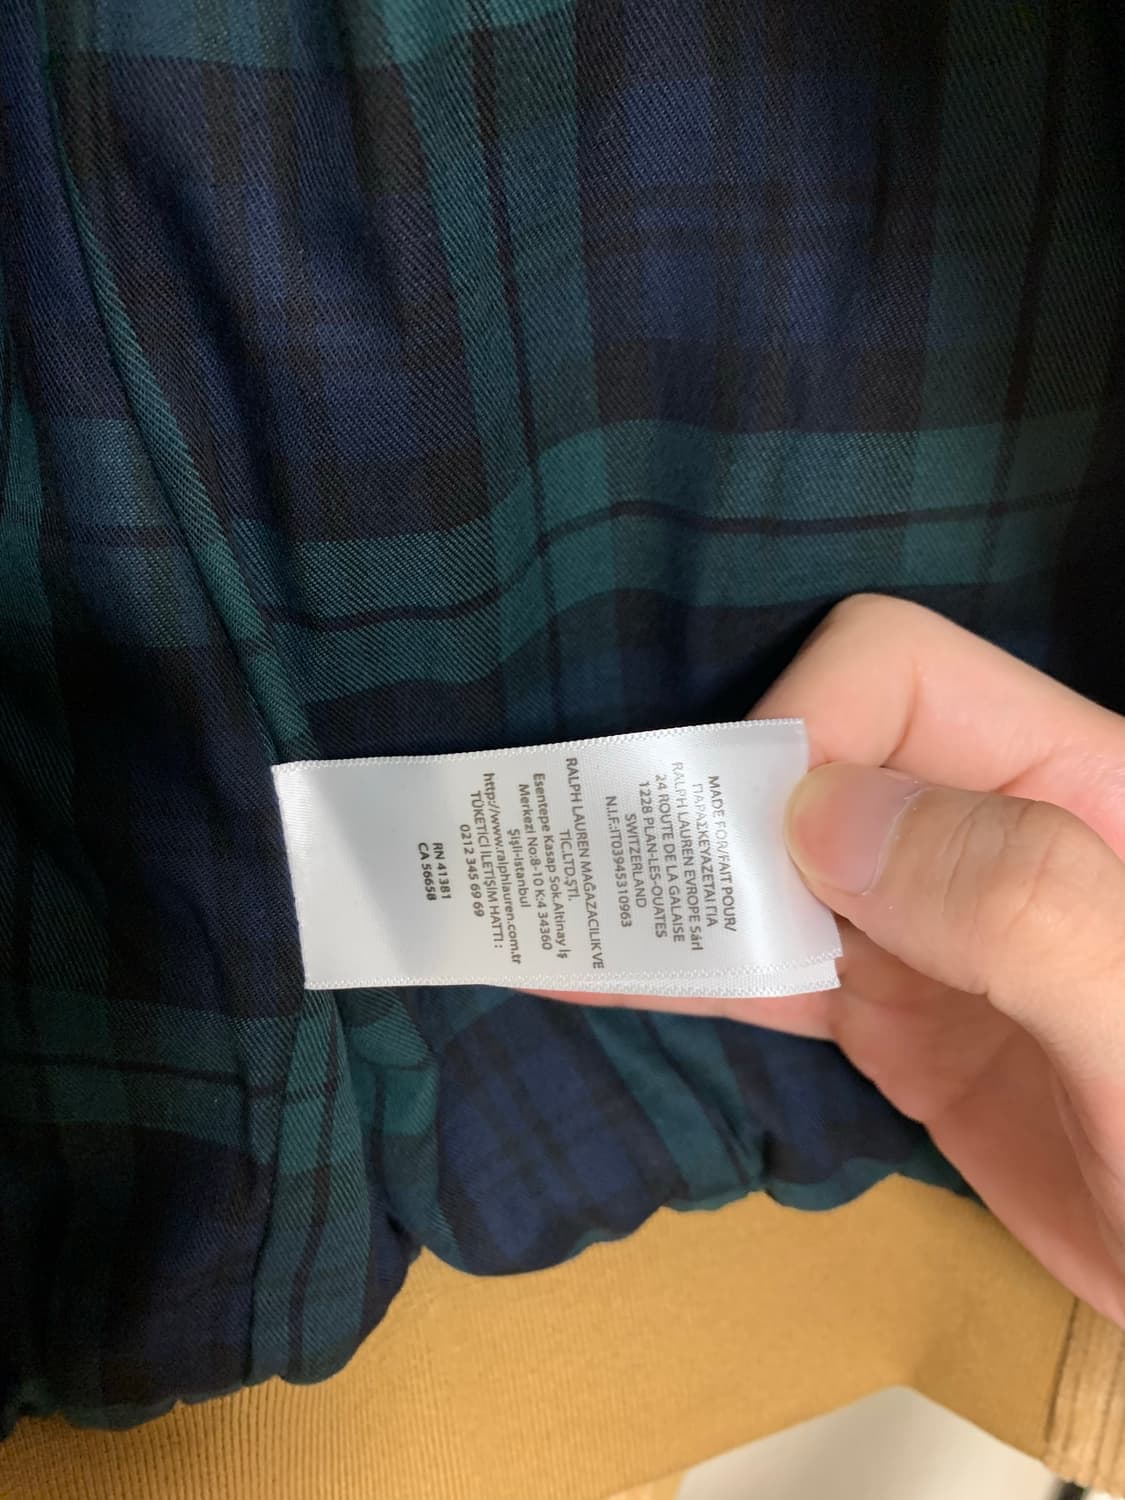 MADE FOR/FAIT POUR/
ΠΑΡΑΣΚΕΥΑΖΕΤΑΙ ΓΙΑ
RALPH LAUREN EUROPE Sárl
24 ROUTE DE LA GALAISE
1228 PLAN-LES-OUATES
SWITZERLAND
N.I.F.:IT03945310963
RALPH LAUREN MAĞAZACILIK VE
TİC.LTD.ŞTİ.
Esentepe Kasap Sok.Altinay İş
Merkezi No:8-10 K:4 34360
Şişli-İstanbul
http://www.ralphlauren.com.tr
TÜKETİCİ İLETİŞİM HATTI :
0212 345 69 69
RN 41381
CA 56658